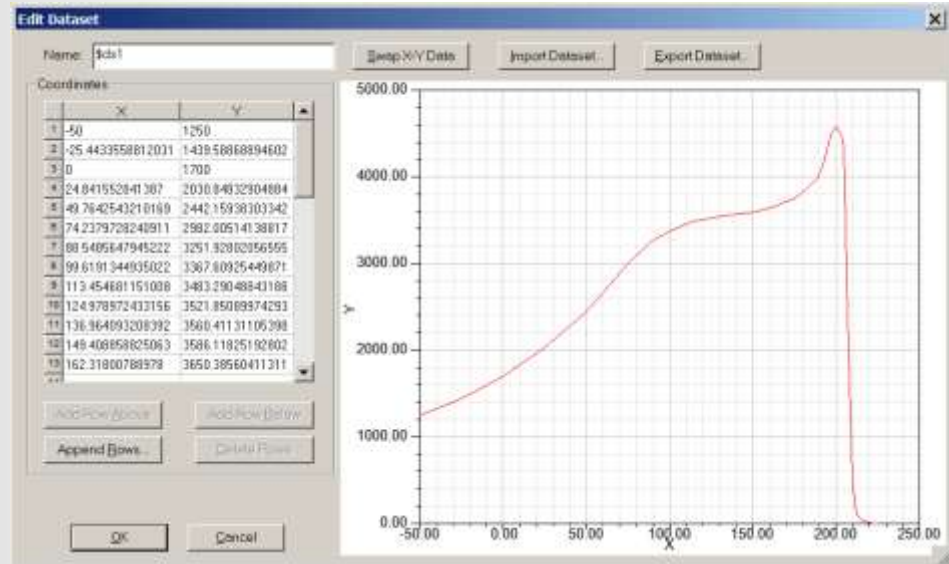 Edit Dataset
Name: $ds1
Swap X-Y Data
Import Dataset...
Export Dataset...
Coordinates
X Y
1 -50 1250
2 -25.4433558812031 1439.58868894602
3 0 1700
4 24.841552841387 2030.84832904884
5 49.7642543210169 2442.15938303342
6 74.2379728240911 2982.00514138817
7 88.5485647945222 3251.92802056555
8 99.6191344935022 3367.60925449871
9 113.454681151008 3483.29048843188
10 124.978972433156 3521.85089974293
11 136.964093208392 3560.41131105398
12 149.408858825063 3586.11825192802
13 162.31800788978 3650.38560411311
Add Row Above
Add Row Below
Append Rows...
Delete Rows
OK
Cancel
5000.00
4000.00
3000.00
Y
2000.00
1000.00
0.00
-50.00 0.00 50.00 100.00 150.00 200.00 250.00
X